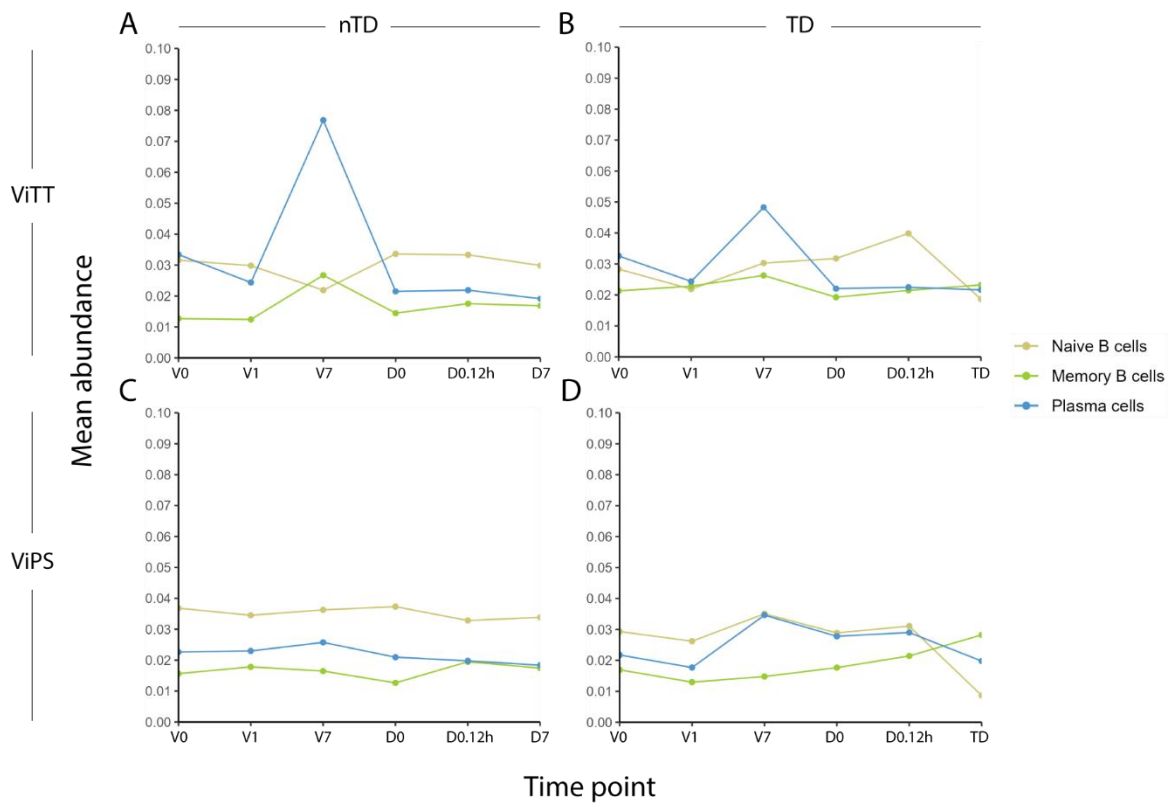 A
nTD
B
TD
ViTT
ViPS
Mean abundance
0.10
0.09
0.08
0.07
0.06
0.05
0.04
0.03
0.02
0.01
0.00
V0 V1 V7 D0 D0.12h D7
0.10
0.09
0.08
0.07
0.06
0.05
0.04
0.03
0.02
0.01
0.00
V0 V1 V7 D0 D0.12h TD
Naive B cells
Memory B cells
Plasma cells
C
0.10
0.09
0.08
0.07
0.06
0.05
0.04
0.03
0.02
0.01
0.00
V0 V1 V7 D0 D0.12h D7
D
0.10
0.09
0.08
0.07
0.06
0.05
0.04
0.03
0.02
0.01
0.00
V0 V1 V7 D0 D0.12h TD
Time point